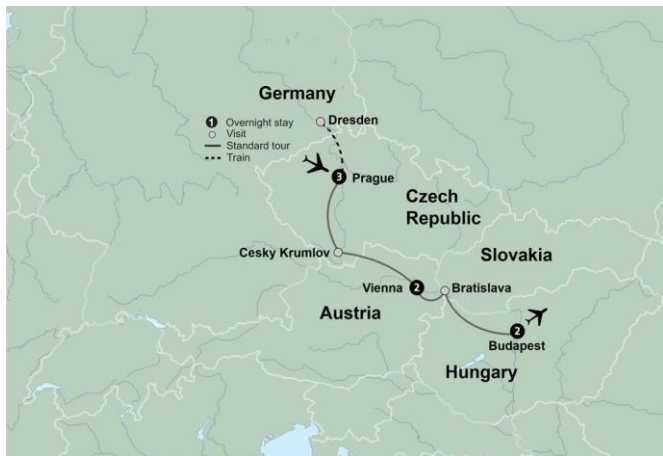 Germany
1 Overnight stay
Visit
Standard tour
Train
Dresden
3 Prague
Czech
Republic
Cesky Krumlov
Slovakia
Vienna 2
Bratislava
Austria
2
Budapest
Hungary